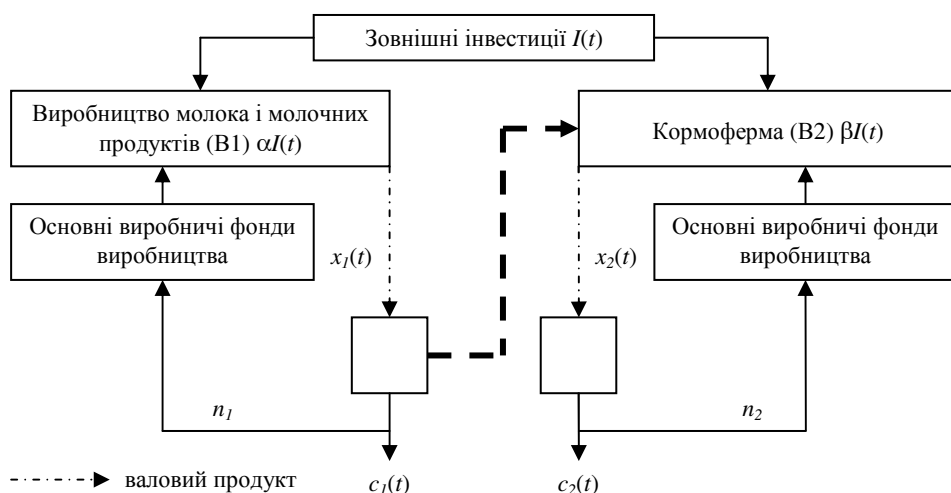 Зовнішні інвестиції I(t)
Виробництво молока і молочних
продуктів (В1) αI(t)
Кормоферма (В2) βI(t)
Основні виробничі фонди
виробництва
Основні виробничі фонди
виробництва
x1(t)
x2(t)
n1
n2
c1(t)
c2(t)
валовий продукт